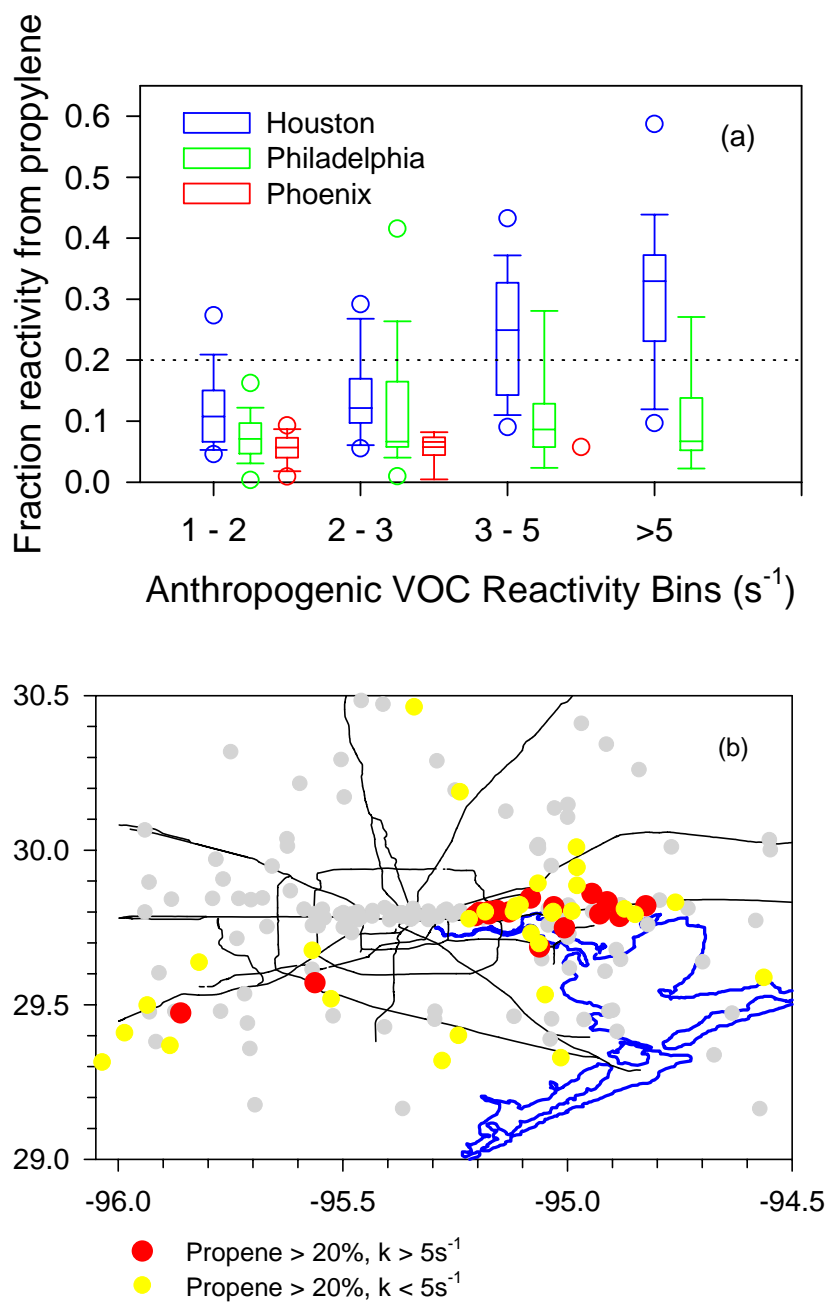 Fraction reactivity from propylene
0.6
0.5
0.4
0.3
0.2
0.1
0.0
Houston
Philadelphia
Phoenix
(a)
1 - 2
2 - 3
3 - 5
>5
Anthropogenic VOC Reactivity Bins (s⁻¹)
30.5
30.0
29.5
29.0
(b)
-96.0
-95.5
-95.0
-94.5
Propene > 20%, k > 5s⁻¹
Propene > 20%, k < 5s⁻¹